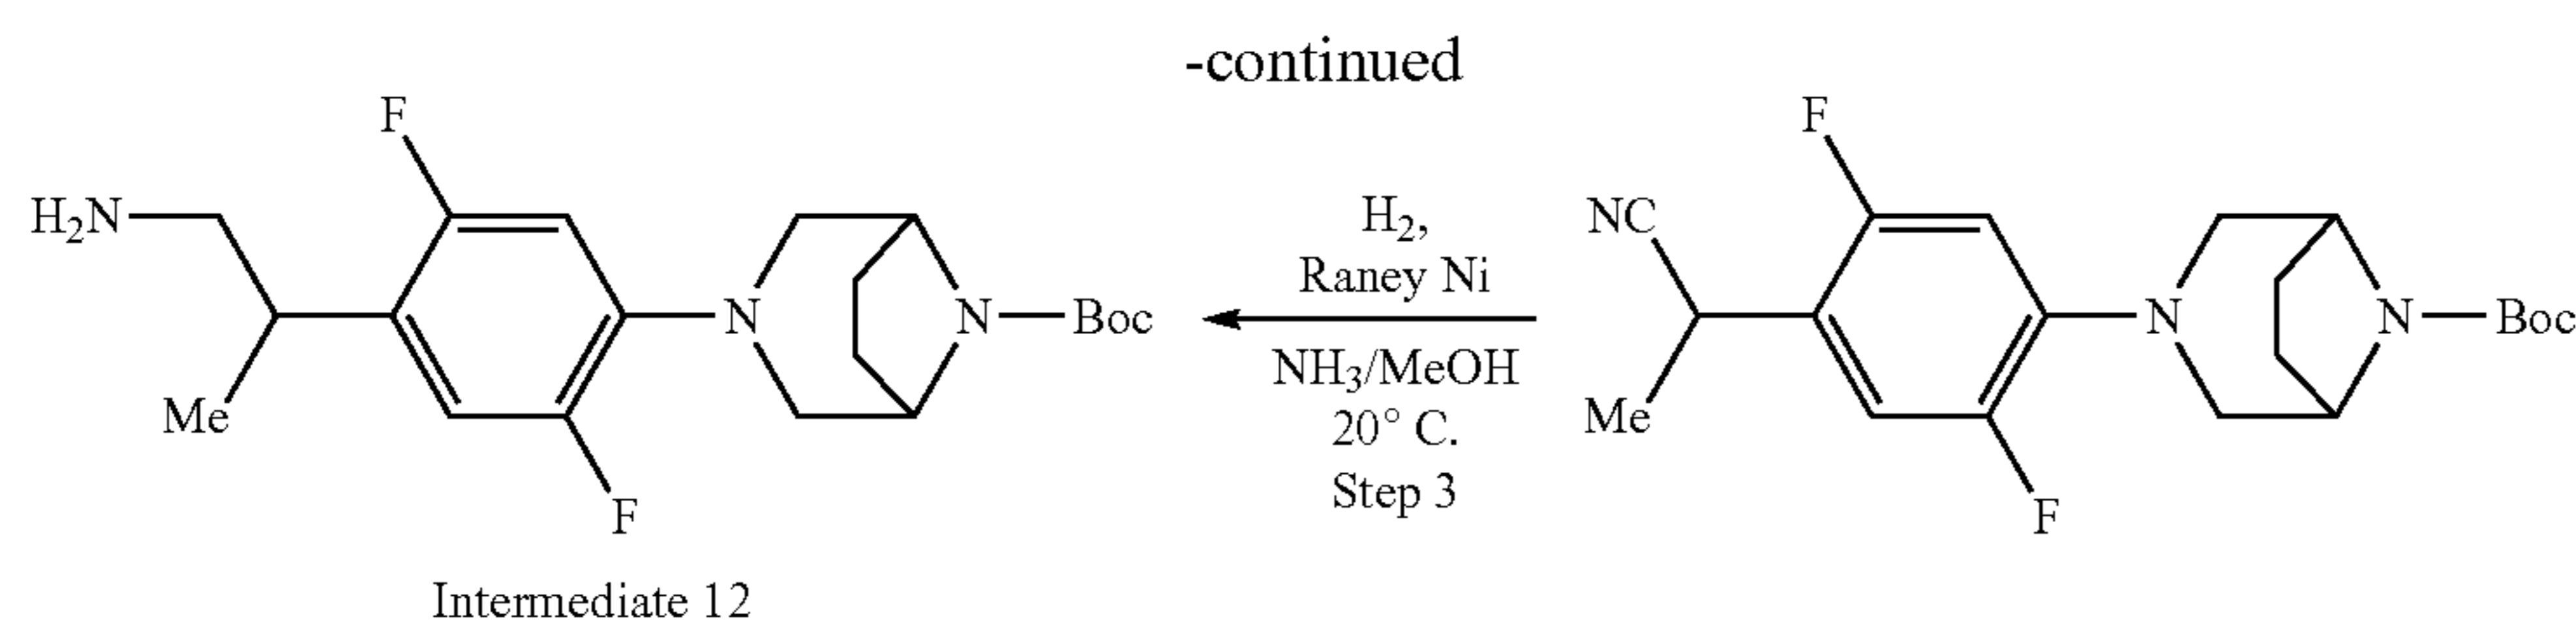 -continued
F
H2N
N
N
Boc
Me
F
Intermediate 12
H2,
Raney Ni
NH3/MeOH
20° C.
Step 3
F
NC
N
N
Boc
Me
F